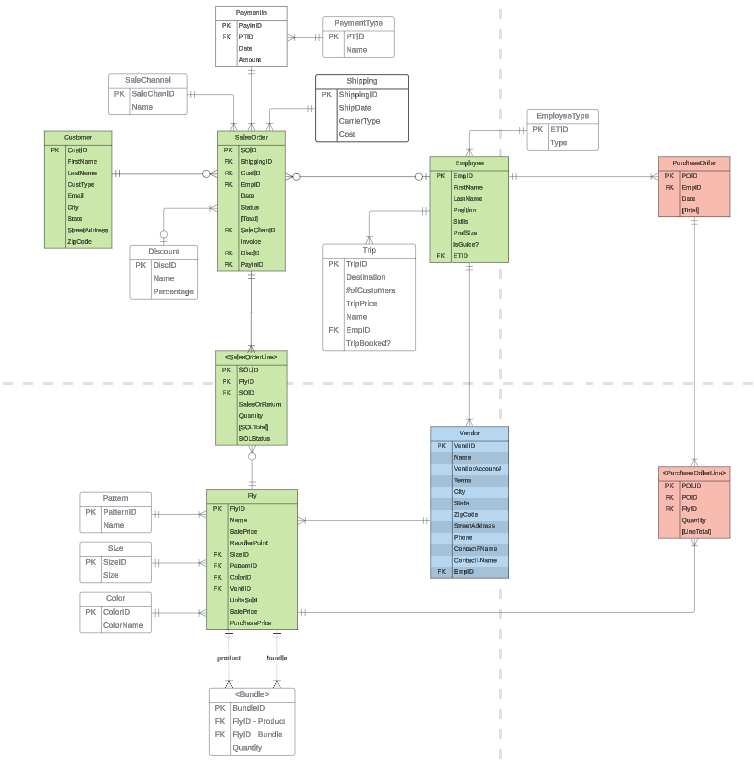 PaymentIn
PK PayInID
FK PTID
Date
Amount
PaymentType
PK PTID
Name
SaleChannel
PK SaleChanID
Name
Shipping
PK ShippingID
ShipDate
CarrierType
Cost
EmployeeType
PK ETID
Type
Customer
PK CustID
FirstName
LastName
CustType
Email
City
State
StreetAddress
ZipCode
SalesOrder
PK SOID
FK ShippingID
FK CustID
FK EmpID
Date
Status
[Total]
FK SaleChanID
Invoice
FK DiscID
FK PayInID
Employee
PK EmpID
FirstName
LastName
Position
Skills
PrefSize
IsGuide?
FK ETID
PurchaseOrder
PK POID
FK EmpID
Date
[Total]
Discount
PK DiscID
Name
Percentage
Trip
PK TripID
Destination
#ofCustomers
TripPrice
Name
FK EmpID
TripBooked?
<SalesOrderLine>
PK SOLID
FK FlyID
FK SOID
SalesOrReturn
Quantity
[SOLTotal]
SOLStatus
Vendor
PK VendID
Name
VendorAccount#
Terms
City
State
ZipCode
StreetAddress
Phone
ContactFName
ContactLName
FK EmpID
<PurchaseOrderLine>
PK POLID
FK POID
FK FlyID
Quantity
[LineTotal]
Pattern
PK PatternID
Name
Size
PK SizeID
Size
Color
PK ColorID
ColorName
Fly
PK FlyID
Name
SalePrice
ReorderPoint
FK SizeID
FK PatternID
FK ColorID
FK VendID
UnitsSold
SalePrice
PurchasePrice
product bundle
<Bundle>
PK BundleID
FK FlyID - Product
FK FlyID Bundle
Quantity